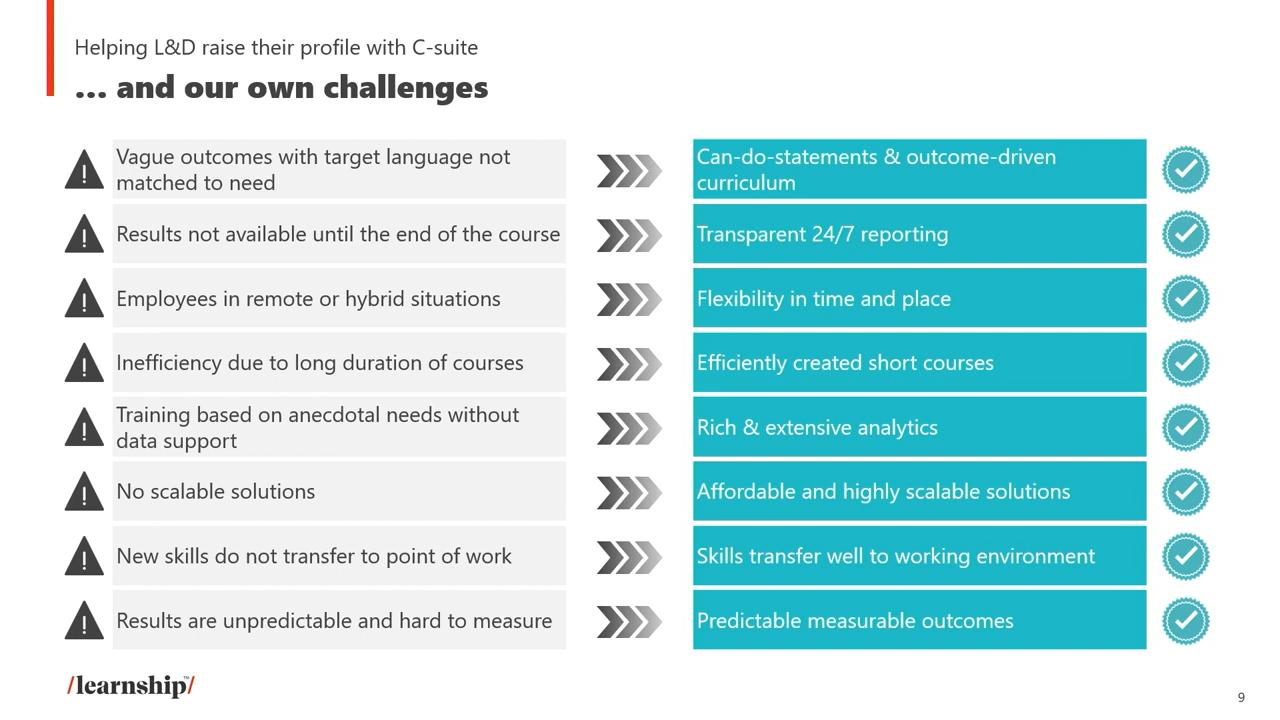 Helping L&D raise their profile with C-suite
... and our own challenges
Vague outcomes with target language not
matched to need
Can-do-statements & outcome-driven
curriculum
Results not available until the end of the course
Transparent 24/7 reporting
Employees in remote or hybrid situations
Flexibility in time and place
Inefficiency due to long duration of courses
Efficiently created short courses
Training based on anecdotal needs without
data support
Rich & extensive analytics
No scalable solutions
Affordable and highly scalable solutions
New skills do not transfer to point of work
Skills transfer well to working environment
Results are unpredictable and hard to measure
Predictable measurable outcomes
/learnship™/
9